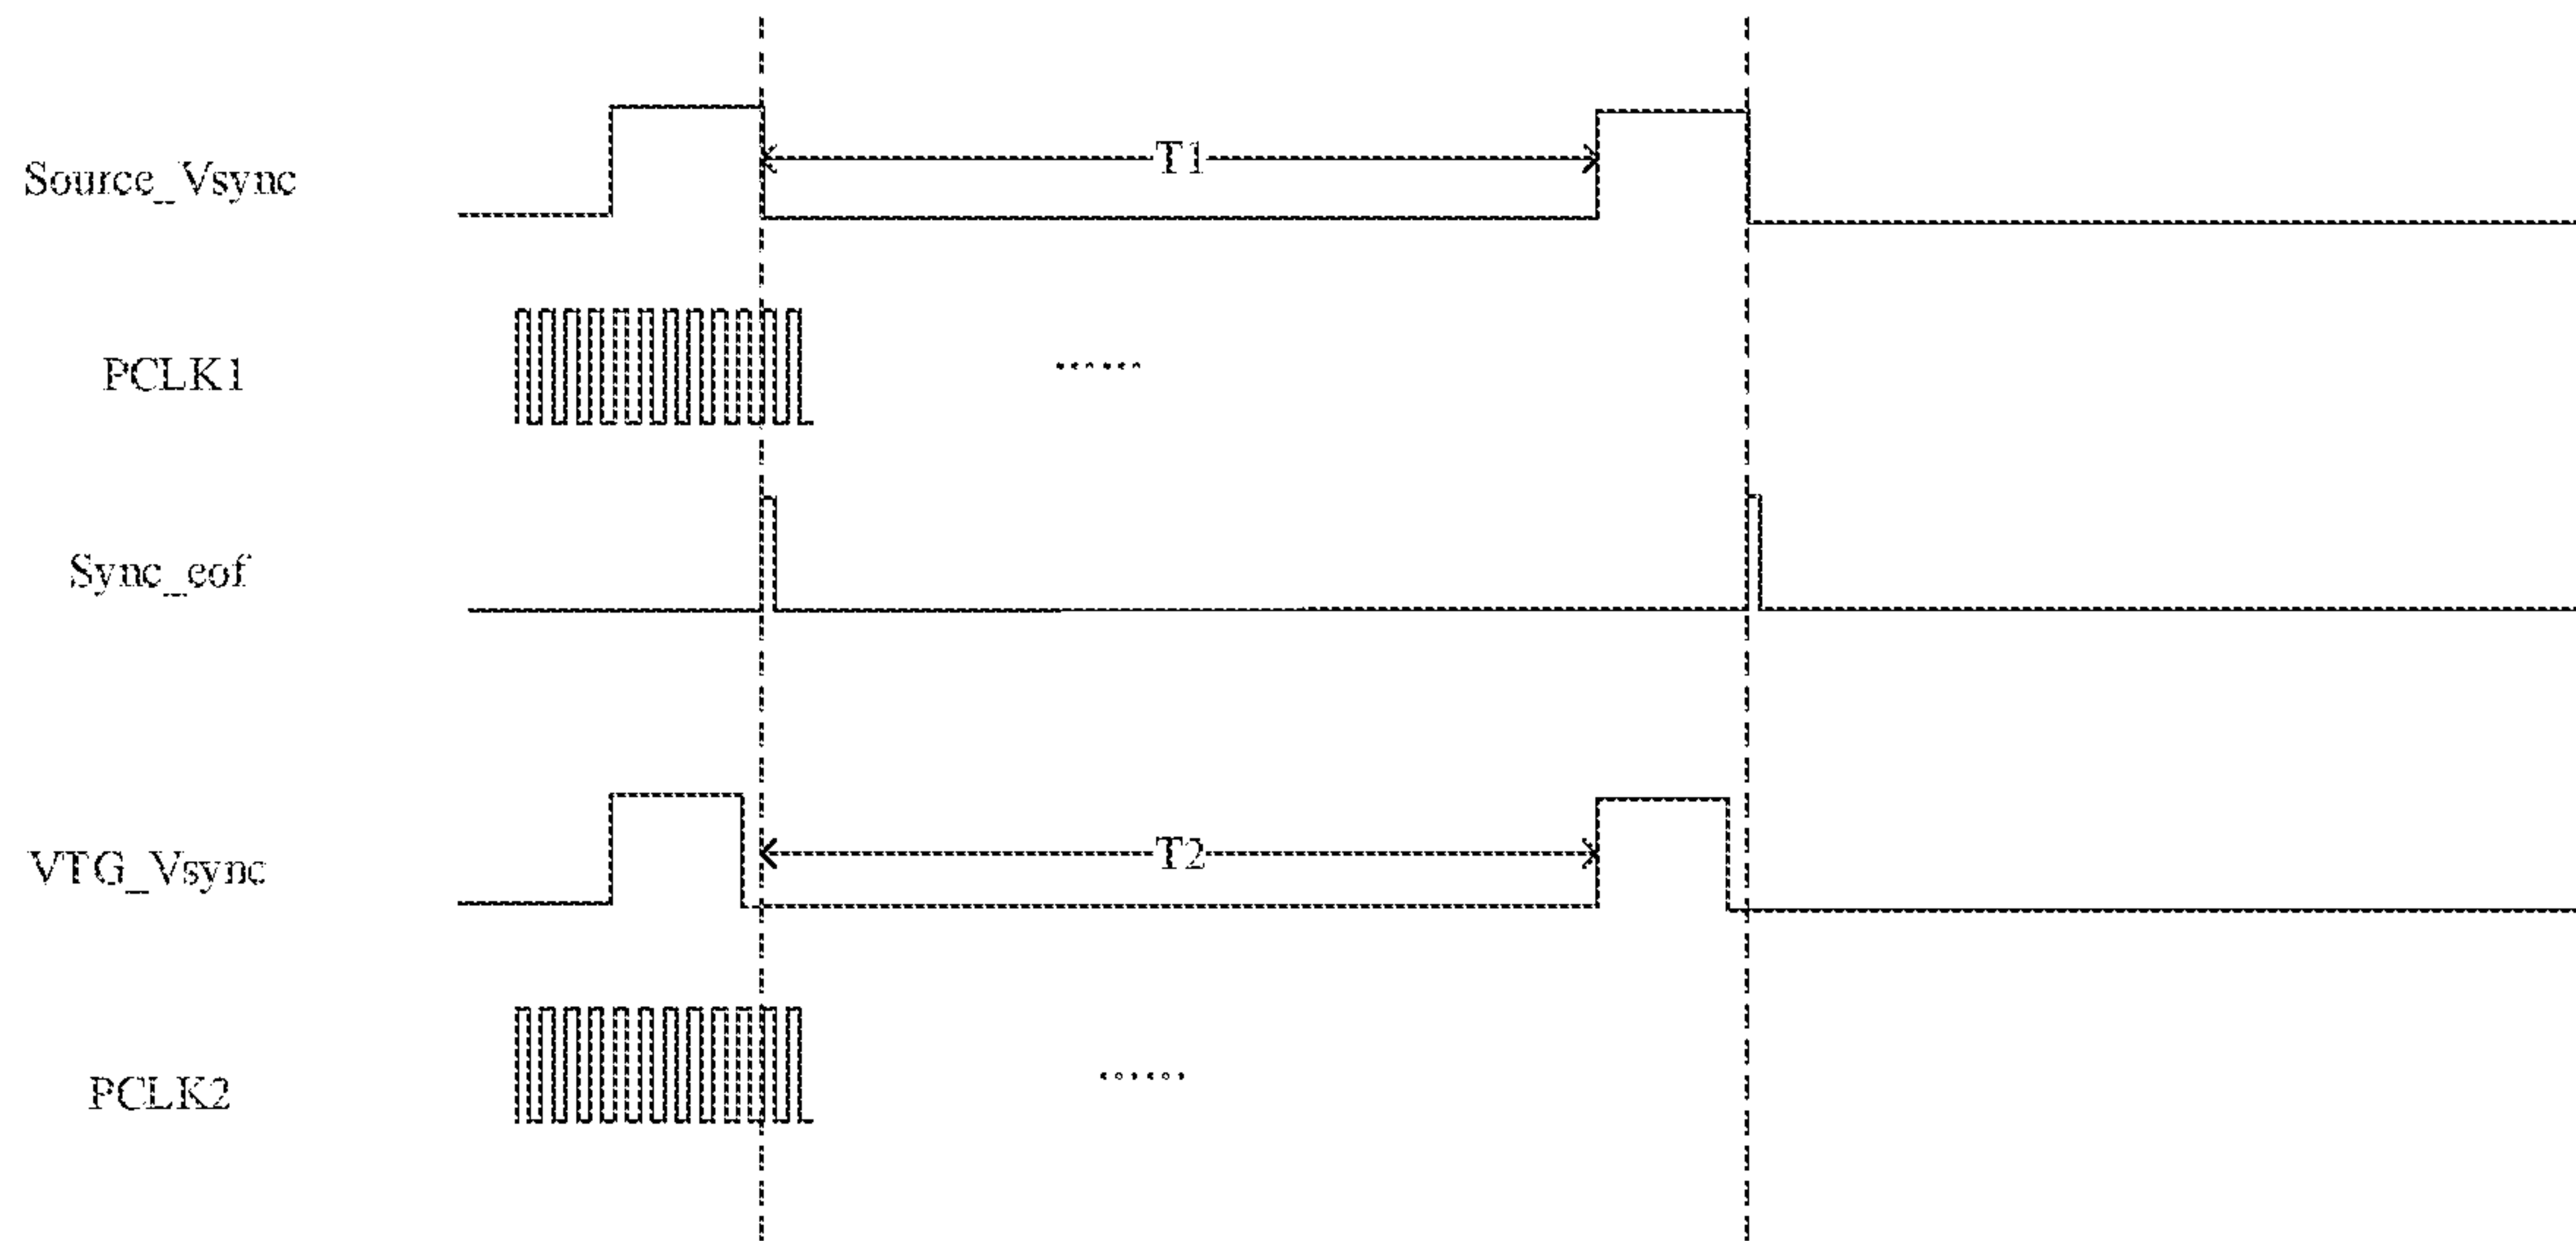 T1
Source_Vsync
PCLK1
......
Sync_eof
T2
VTG_Vsync
PCLK2
......